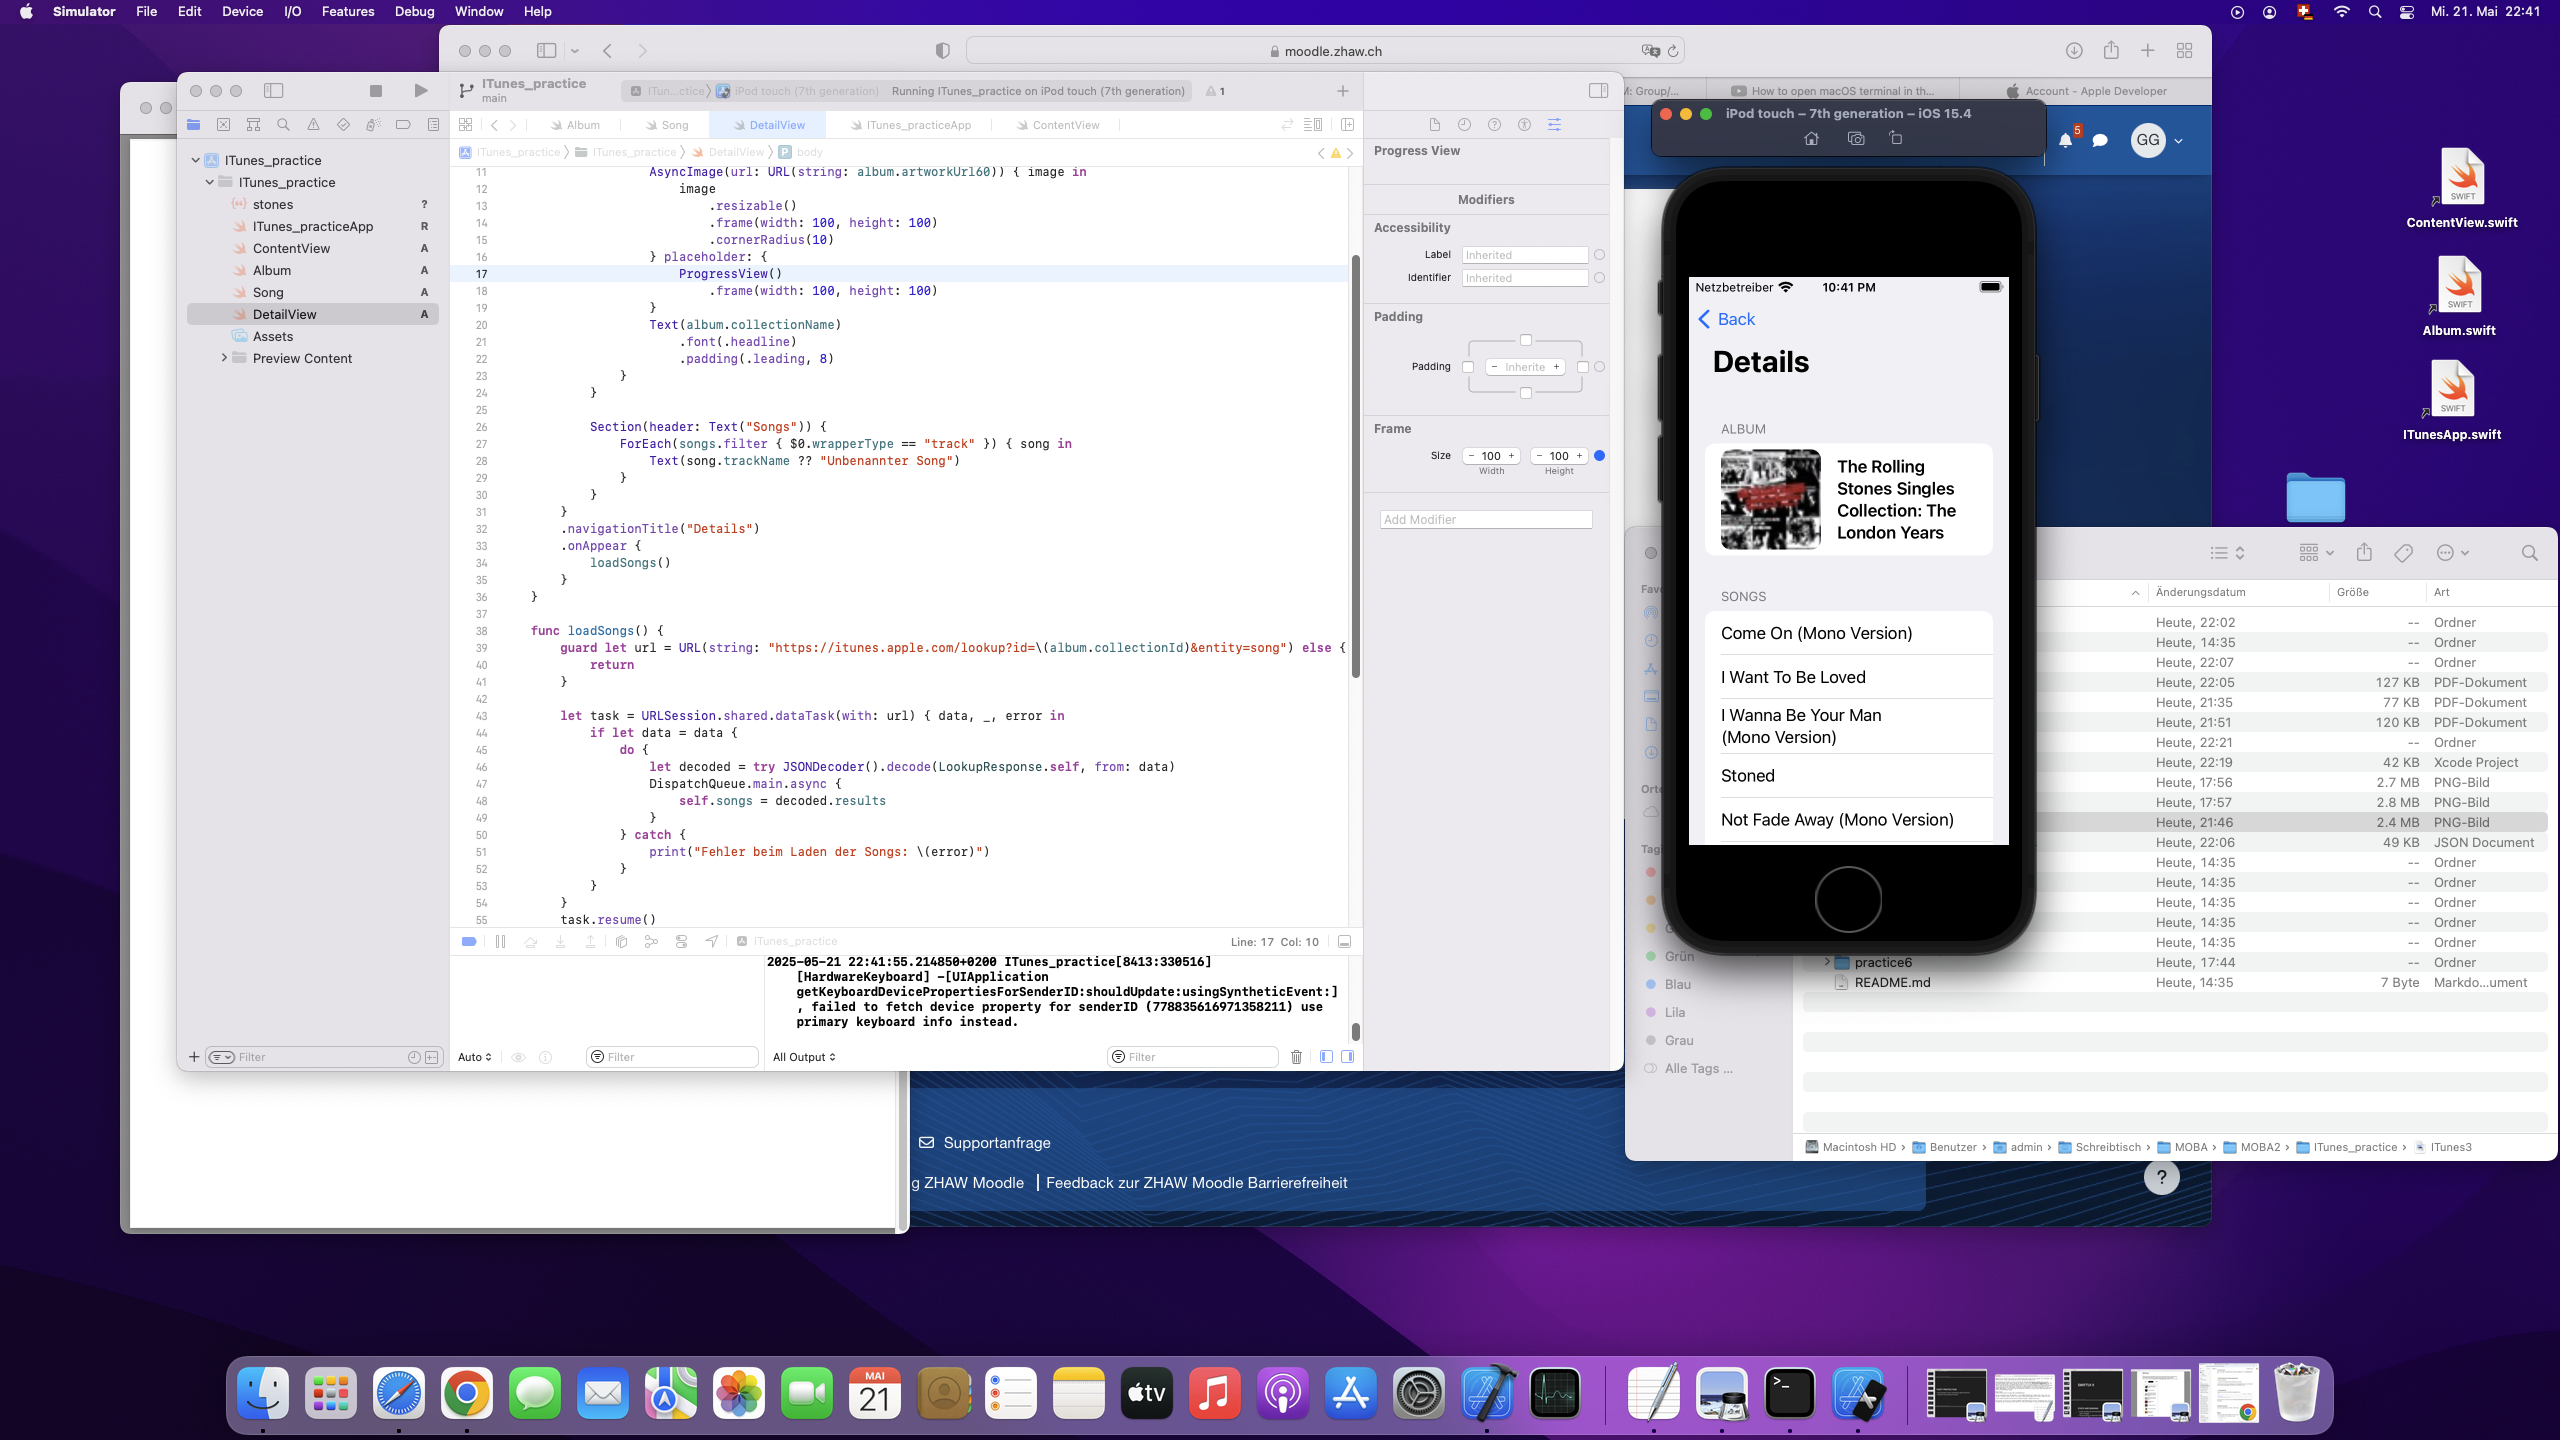 Simulator File Edit Device I/O Features Debug Window Help
Mi. 21. Mai 22:41
moodle.zhaw.ch
ITunes_practice
main
ITun...ctice
iPod touch (7th generation)
Running ITunes_practice on iPod touch (7th generation)
1
M: Group/...
How to open macOS terminal in th...
Account - Apple Developer
5
GG
Album
Song
DetailView
ITunes_practiceApp
ContentView
ITunes_practice
ITunes_practice
DetailView
P body
ITunes_practice
ITunes_practice
stones ?
ITunes_practiceApp R
ContentView A
Album A
Song A
DetailView A
Assets
Preview Content
Filter
11 AsyncImage(url: URL(string: album.artworkUrl60)) { image in
12 image
13 .resizable()
14 .frame(width: 100, height: 100)
15 .cornerRadius(10)
16 } placeholder: {
17 ProgressView()
18 .frame(width: 100, height: 100)
19 }
20 Text(album.collectionName)
21 .font(.headline)
22 .padding(.leading, 8)
23 }
24 }
25
26 Section(header: Text("Songs")) {
27 ForEach(songs.filter { $0.wrapperType == "track" }) { song in
28 Text(song.trackName ?? "Unbenannter Song")
29 }
30 }
31 }
32 .navigationTitle("Details")
33 .onAppear {
34 loadSongs()
35 }
36 }
37
38 func loadSongs() {
39 guard let url = URL(string: "https://itunes.apple.com/lookup?id=\(album.collectionId)&entity=song") else {
40 return
41 }
42
43 let task = URLSession.shared.dataTask(with: url) { data, _, error in
44 if let data = data {
45 do {
46 let decoded = try JSONDecoder().decode(LookupResponse.self, from: data)
47 DispatchQueue.main.async {
48 self.songs = decoded.results
49 }
50 } catch {
51 print("Fehler beim Laden der Songs: \(error)")
52 }
53 }
54 }
55 task.resume()
ITunes_practice
Line: 17 Col: 10
2025-05-21 22:41:55.214850+0200 ITunes_practice[8413:330516]
[HardwareKeyboard] -[UIApplication
getKeyboardDevicePropertiesForSenderID:shouldUpdate:usingSyntheticEvent:]
, failed to fetch device property for senderID (778835616971358211) use
primary keyboard info instead.
Auto
Filter
All Output
Filter
Progress View
Modifiers
Accessibility
Label Inherited
Identifier Inherited
Padding
Padding - Inherite +
Frame
Size - 100 + - 100 +
Width Height
Add Modifier
iPod touch – 7th generation – iOS 15.4
Netzbetreiber 10:41 PM
Back
Details
ALBUM
The Rolling
Stones Singles
Collection: The
London Years
SONGS
Come On (Mono Version)
I Want To Be Loved
I Wanna Be Your Man
(Mono Version)
Stoned
Not Fade Away (Mono Version)
SWIFT
ContentView.swift
SWIFT
Album.swift
SWIFT
ITunesApp.swift
Favo
Orte
Tag
G
Grün
Blau
Lila
Grau
Alle Tags ...
Änderungsdatum Größe Art
Heute, 22:02 -- Ordner
Heute, 14:35 -- Ordner
Heute, 22:07 -- Ordner
Heute, 22:05 127 KB PDF-Dokument
Heute, 21:35 77 KB PDF-Dokument
Heute, 21:51 120 KB PDF-Dokument
Heute, 22:21 -- Ordner
Heute, 22:19 42 KB Xcode Project
Heute, 17:56 2.7 MB PNG-Bild
Heute, 17:57 2.8 MB PNG-Bild
Heute, 21:46 2.4 MB PNG-Bild
Heute, 22:06 49 KB JSON Document
Heute, 14:35 -- Ordner
Heute, 14:35 -- Ordner
Heute, 14:35 -- Ordner
Heute, 14:35 -- Ordner
Heute, 14:35 -- Ordner
practice6 Heute, 17:44 -- Ordner
README.md Heute, 14:35 7 Byte Markdo...ument
Macintosh HD › Benutzer › admin › Schreibtisch › MOBA › MOBA2 › ITunes_practice › ITunes3
Supportanfrage
g ZHAW Moodle | Feedback zur ZHAW Moodle Barrierefreiheit
?
MAI
21
tv
>_